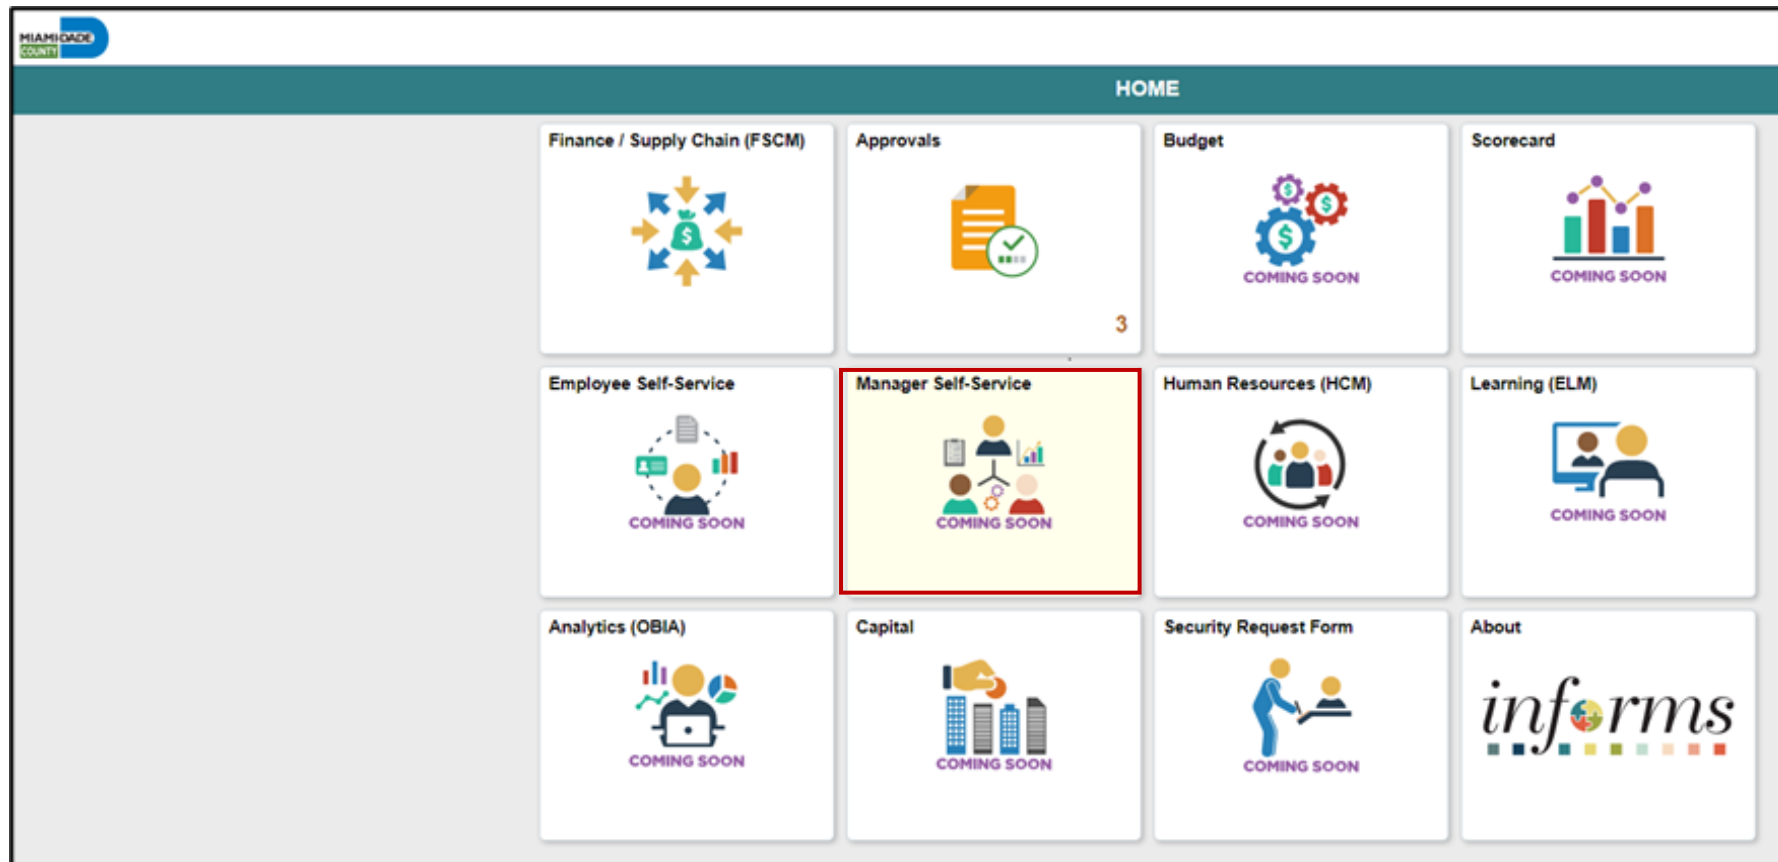 MIAMI-DADE
COUNTY
HOME
Finance / Supply Chain (FSCM)
Approvals
3
Budget
COMING SOON
Scorecard
COMING SOON
Employee Self-Service
COMING SOON
Manager Self-Service
COMING SOON
Human Resources (HCM)
COMING SOON
Learning (ELM)
COMING SOON
Analytics (OBIA)
COMING SOON
Capital
COMING SOON
Security Request Form
COMING SOON
About
informs